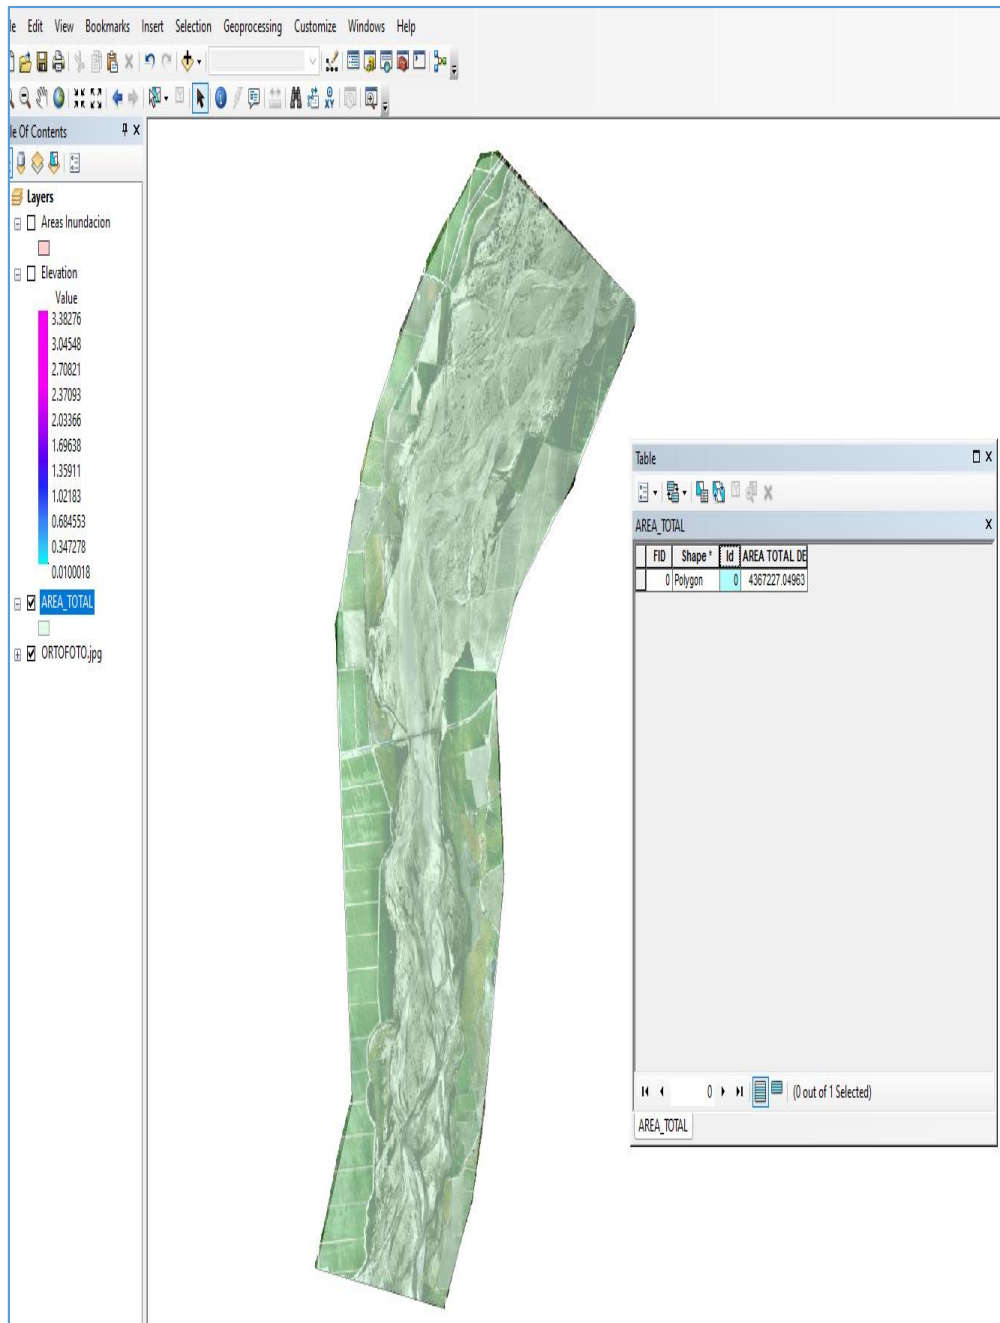 le Edit View Bookmarks Insert Selection Geoprocessing Customize Windows Help
le Of Contents
Layers
Areas Inundacion
Elevation
Value
3.38276
3.04548
2.70821
2.37093
2.03366
1.69638
1.35911
1.02183
0.684553
0.347278
0.0100018
AREA_TOTAL
ORTOFOTO.jpg
Table
AREA_TOTAL
FID Shape * Id AREA TOTAL DE
0 Polygon 0 4367227.04963
0 (0 out of 1 Selected)
AREA_TOTAL